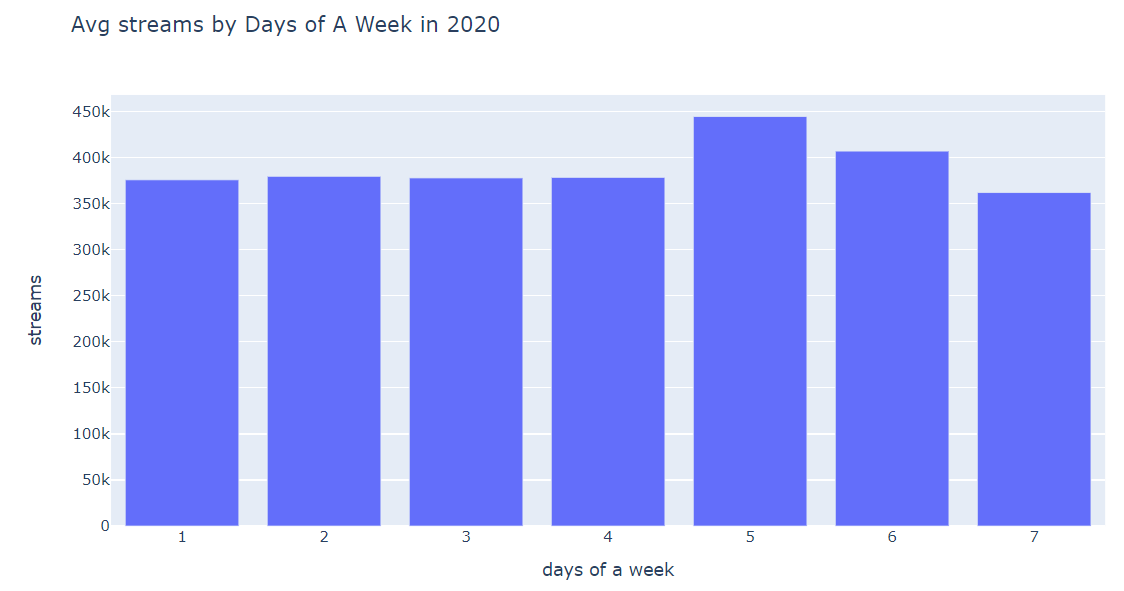 Avg streams by Days of A Week in 2020
450k
400k
350k
300k
250k
200k
150k
100k
50k
0
streams
1 2 3 4 5 6 7
days of a week